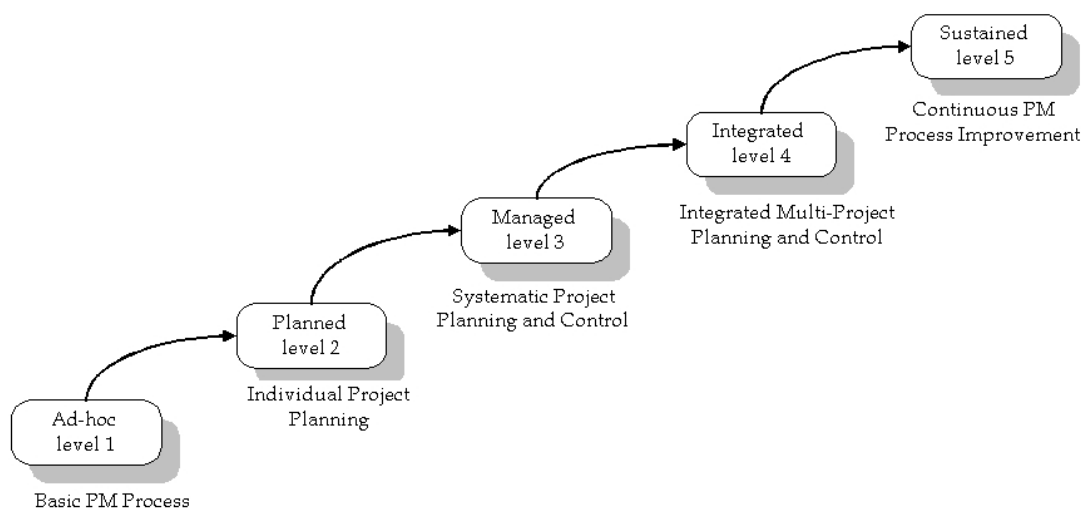 Sustained
level 5
Continuous PM
Process Improvement
Integrated
level 4
Integrated Multi-Project
Planning and Control
Managed
level 3
Systematic Project
Planning and Control
Planned
level 2
Individual Project
Planning
Ad-hoc
level 1
Basic PM Process